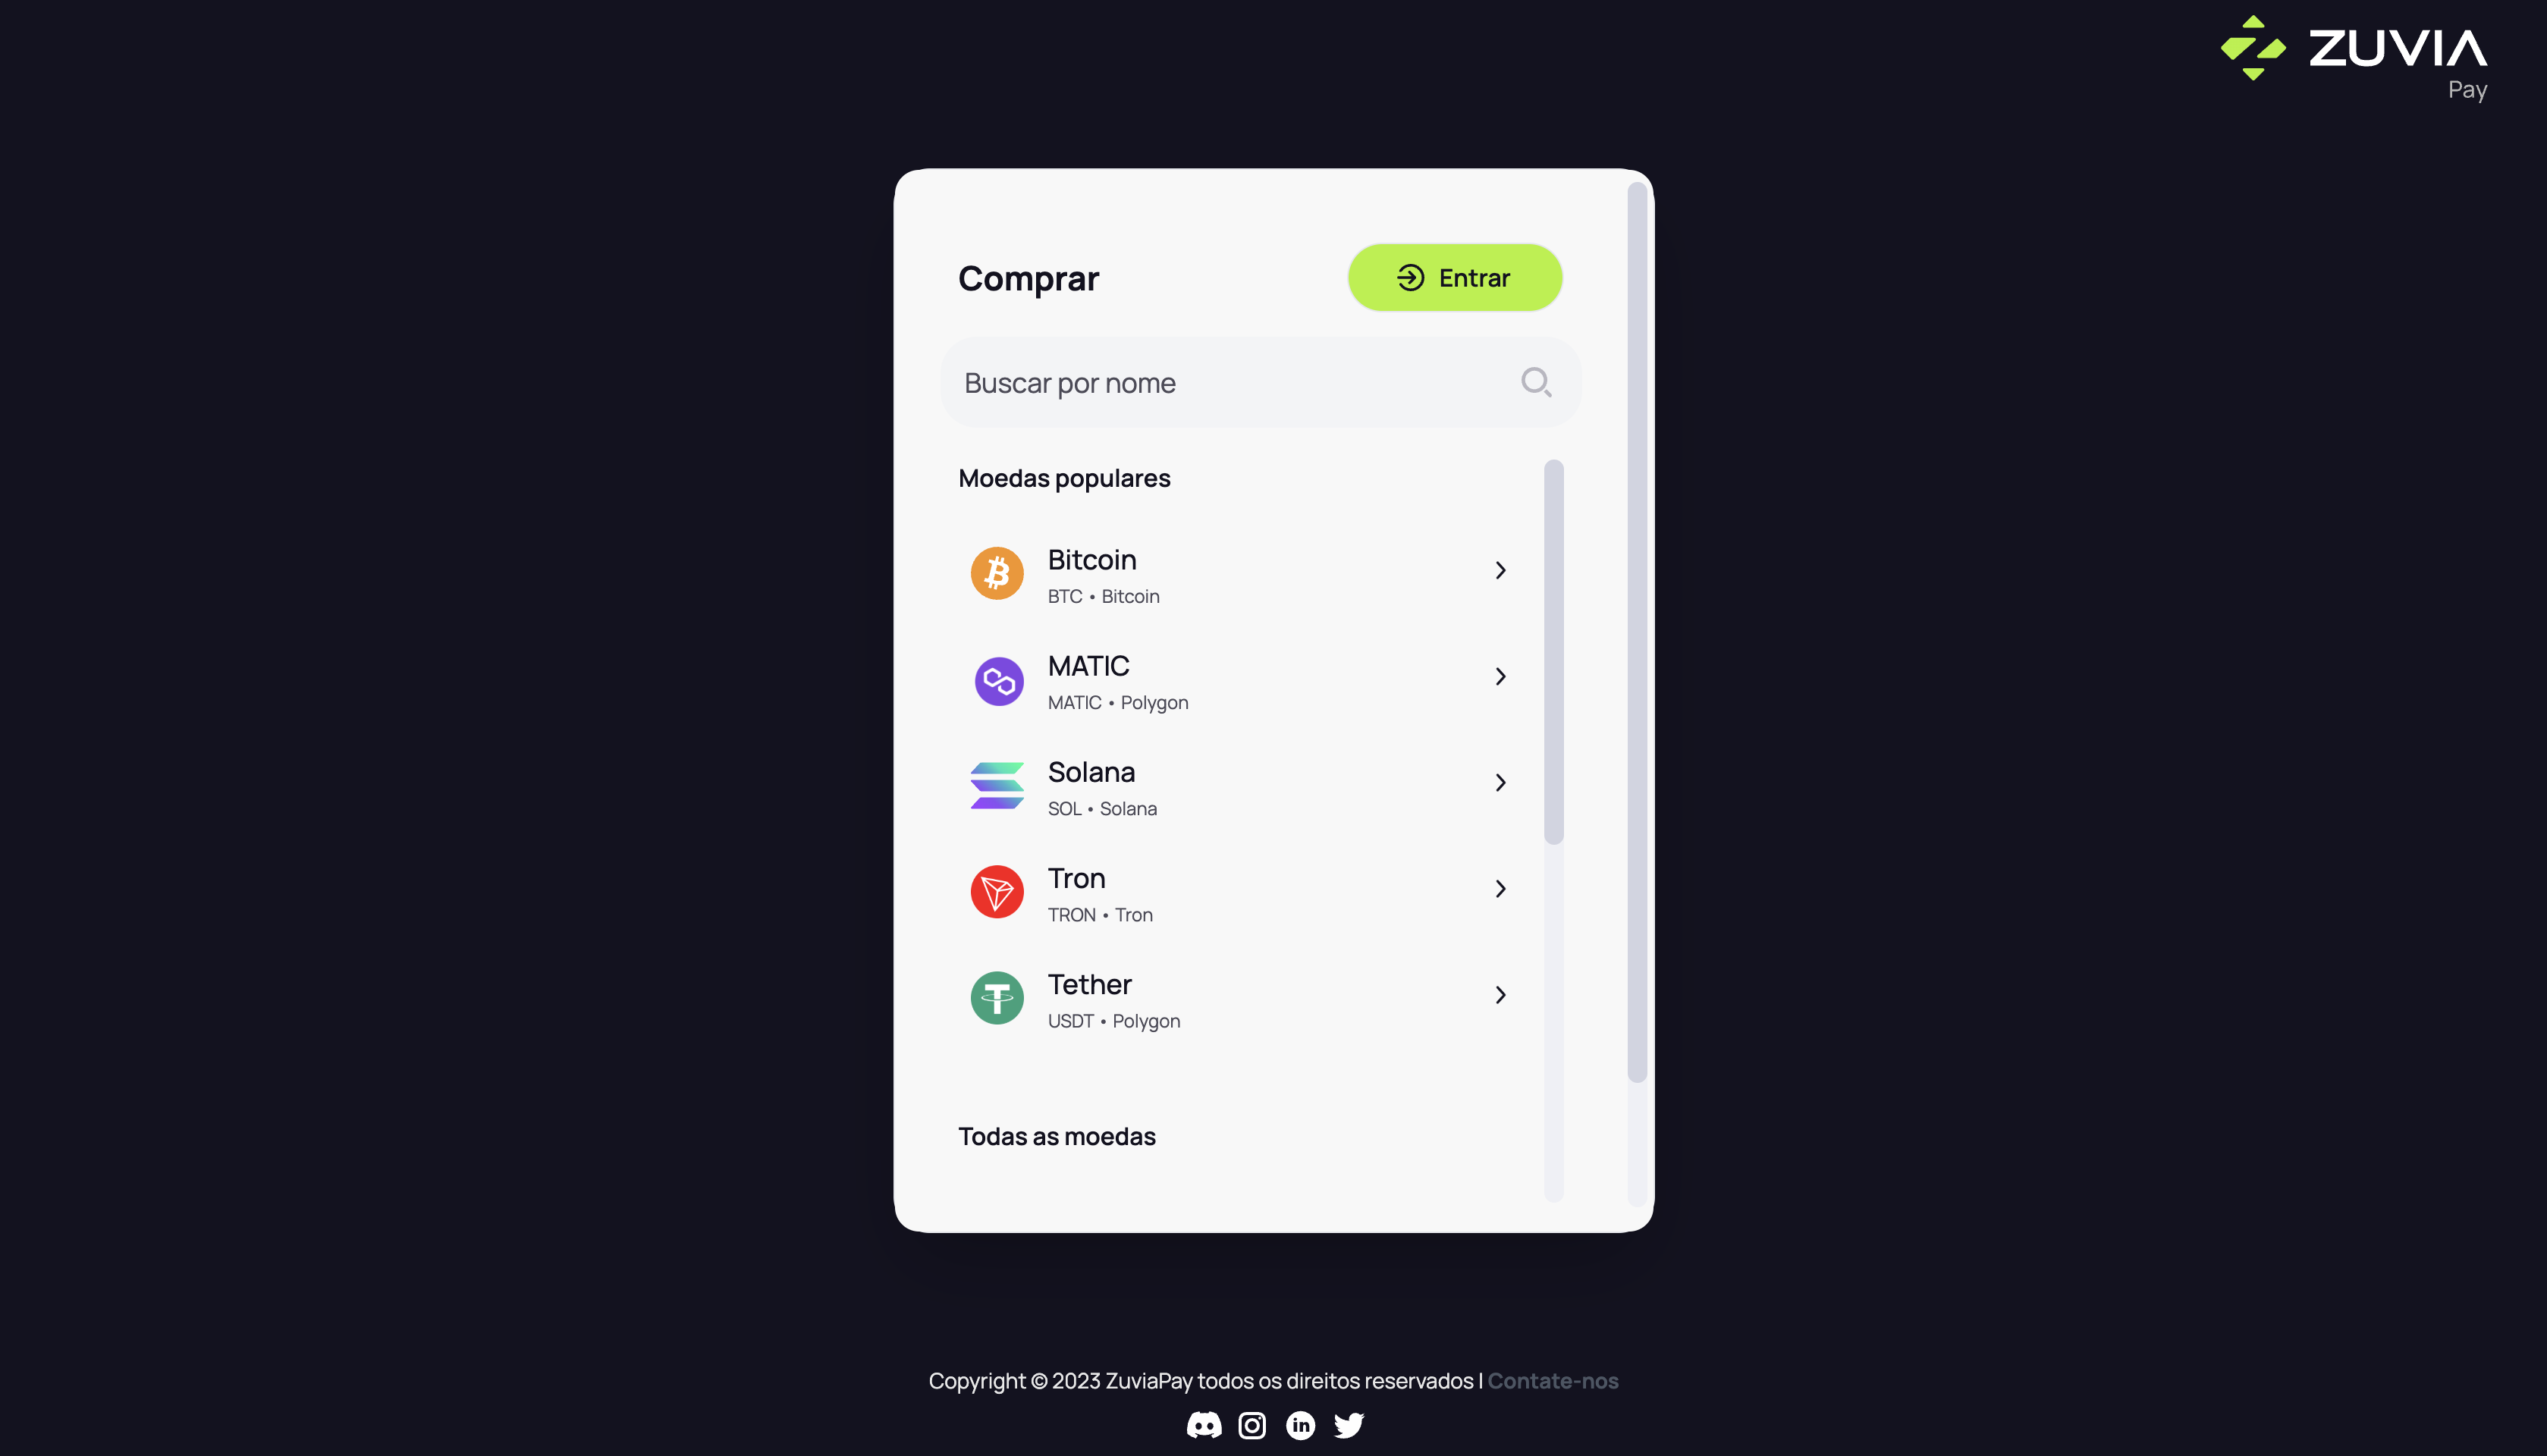 ZUVIA
Pay
Comprar
Entrar
Buscar por nome
Moedas populares
Bitcoin
BTC • Bitcoin
MATIC
MATIC • Polygon
Solana
SOL • Solana
Tron
TRON • Tron
Tether
USDT • Polygon
Todas as moedas
Copyright © 2023 ZuviaPay todos os direitos reservados | Contate-nos